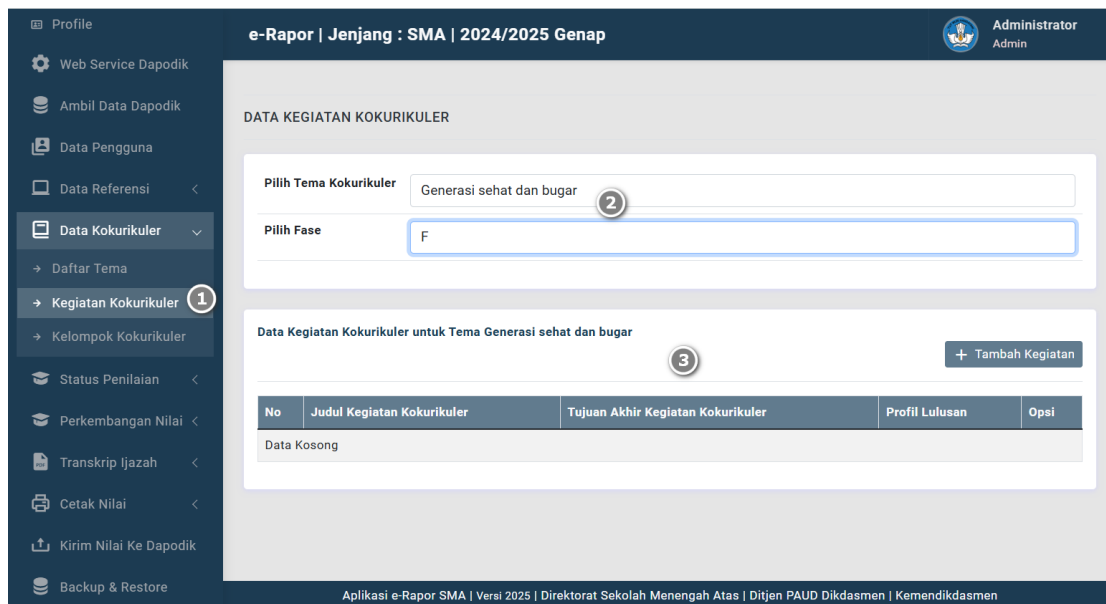 Profile
Web Service Dapodik
Ambil Data Dapodik
Data Pengguna
Data Referensi
Data Kokurikuler
Daftar Tema
Kegiatan Kokurikuler 1
Kelompok Kokurikuler
Status Penilaian
Perkembangan Nilai
Transkrip Ijazah
Cetak Nilai
Kirim Nilai Ke Dapodik
Backup & Restore
e-Rapor | Jenjang : SMA | 2024/2025 Genap
Administrator
Admin
DATA KEGIATAN KOKURIKULER
Pilih Tema Kokurikuler Generasi sehat dan bugar 2
Pilih Fase F
Data Kegiatan Kokurikuler untuk Tema Generasi sehat dan bugar
3 + Tambah Kegiatan
No Judul Kegiatan Kokurikuler Tujuan Akhir Kegiatan Kokurikuler Profil Lulusan Opsi
Data Kosong
Aplikasi e-Rapor SMA | Versi 2025 | Direktorat Sekolah Menengah Atas | Ditjen PAUD Dikdasmen | Kemendikdasmen